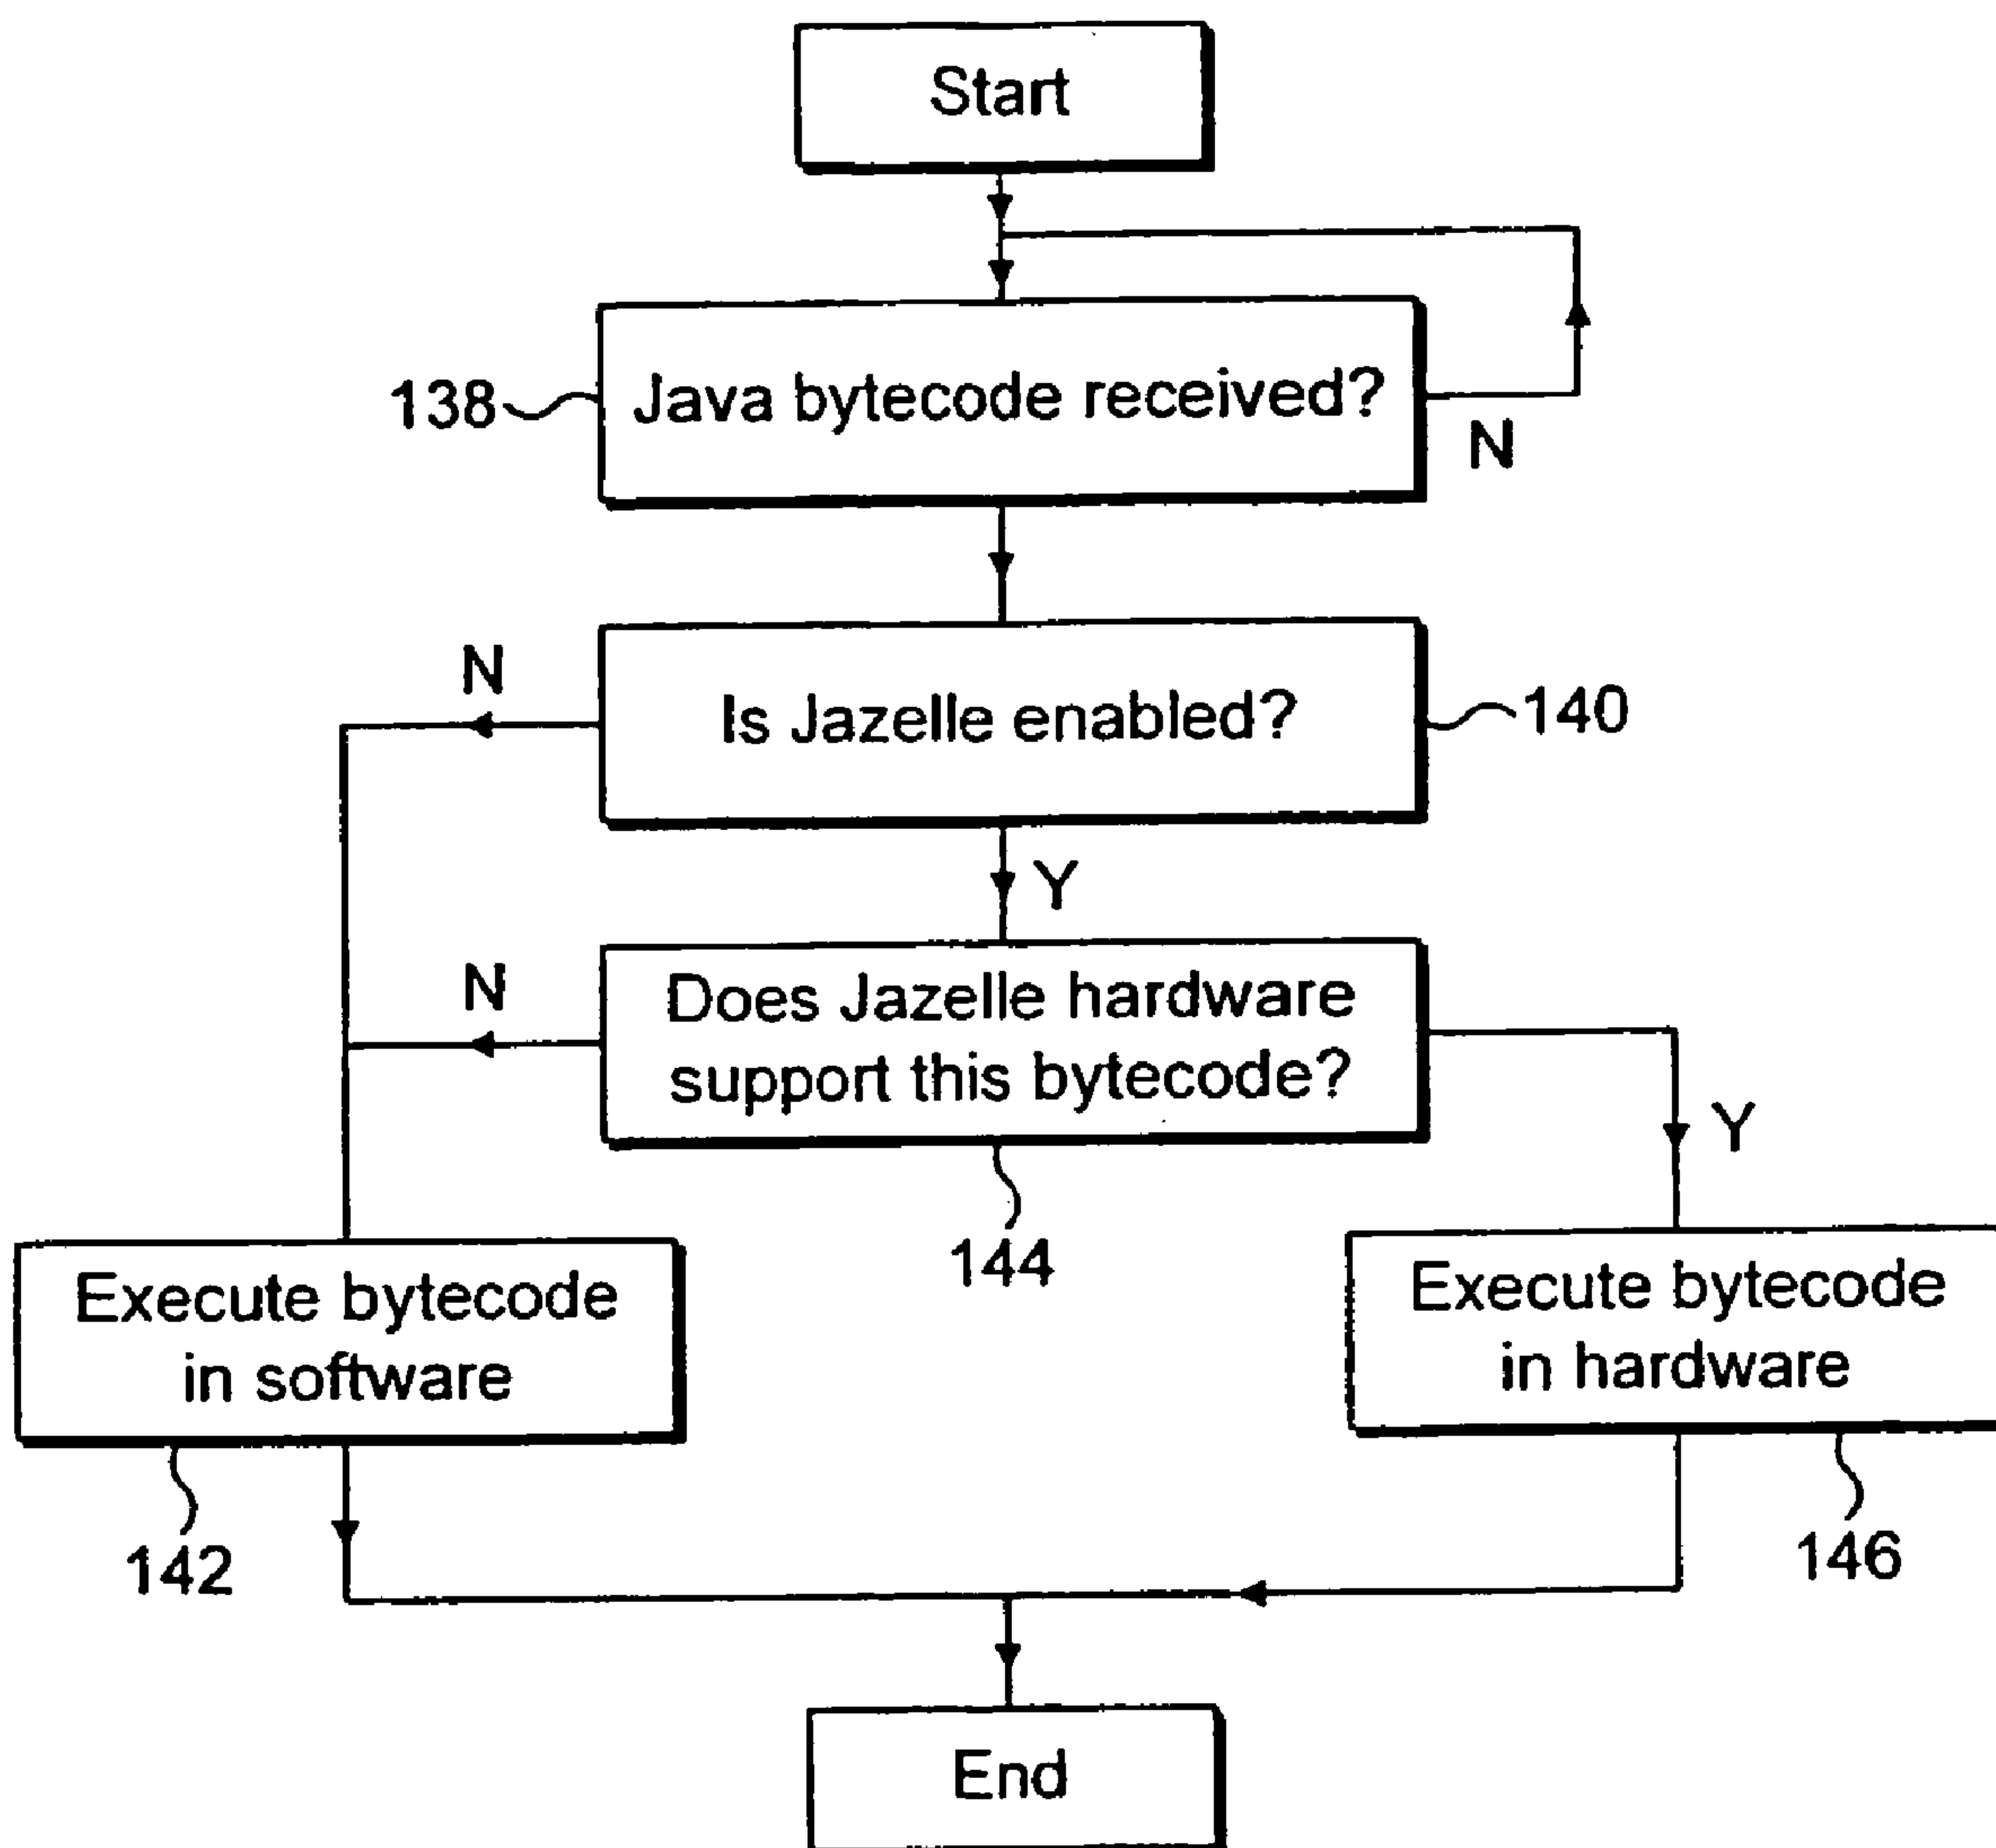 Start
138
Java bytecode received?
N
N
Is Jazelle enabled?
140
Y
N
Does Jazelle hardware
support this bytecode?
Y
144
Execute bytecode
in software
Execute bytecode
in hardware
142
146
End